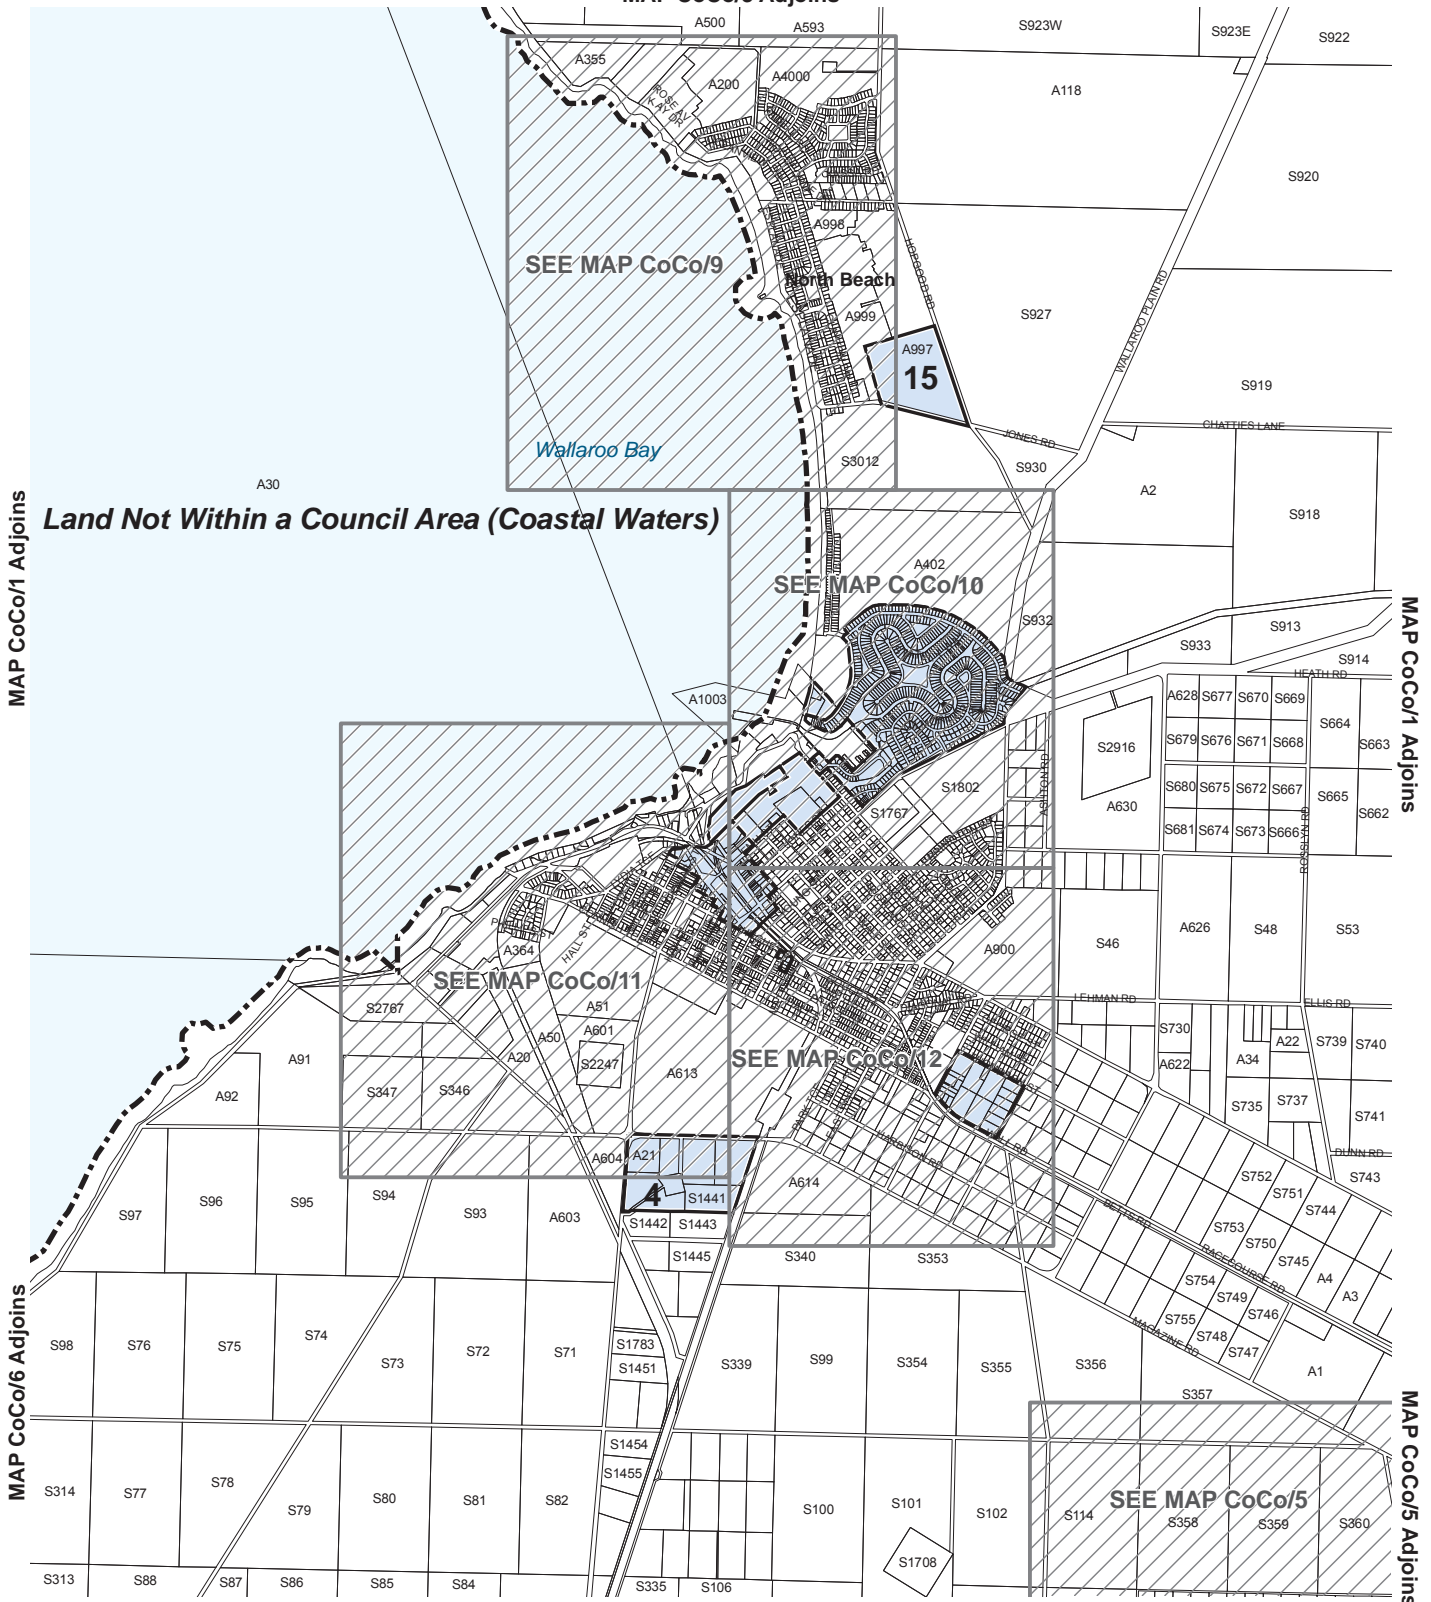 A500
A593
S923W
S923E
S922
A355
A200
A4000
A118
ROSE AV
KAY DR
S920
A998
HOPGOOD RD
SEE MAP CoCo/9
North Beach
A999
S927
WALLAROO PLAIN RD
A997
15
S919
CHATTIES LANE
JONES RD
Wallaroo Bay
S3012
S930
A30
A2
S918
Land Not Within a Council Area (Coastal Waters)
MAP CoCo/1 Adjoins
A402
SEE MAP CoCo/10
S932
S913
S933
S914
HEATH RD
MAP CoCo/1 Adjoins
A1003
A628
S677
S670
S669
S664
S679
S676
S671
S668
S663
S2916
ASHTON RD
S1802
S680
S675
S672
S667
S665
A630
S1767
S662
S681
S674
S673
S666
ROSSLYN RD
HALL ST
A364
A900
S46
A626
S48
S53
SEE MAP CoCo/11
LEHMAN RD
ELLIS RD
S2767
A51
A601
A50
A20
S2247
A613
SEE MAP CoCo/12
A91
A92
S347
S346
S730
A622
A34
A22
S739
S740
S735
S737
S741
HARBISON RD
DUNN RD
A604
A21
4
S1441
A614
S752
S751
S743
S744
S97
S96
S95
S94
S93
A603
S1442
S1443
BETTS RD
S753
S750
S745
S1445
S340
S353
RACECOURSE RD
A4
A3
S754
S749
S746
S755
S748
S747
MAGAZINE RD
A1
MAP CoCo/6 Adjoins
S98
S76
S75
S74
S73
S72
S71
S1783
S1451
S339
S99
S354
S355
S356
S357
S1454
S1455
MAP CoCo/5 Adjoins
S314
S77
S78
S79
S80
S81
S82
S100
S101
S102
S114
SEE MAP CoCo/5
S358
S359
S360
S1708
S313
S88
S87
S86
S85
S84
S335
S106